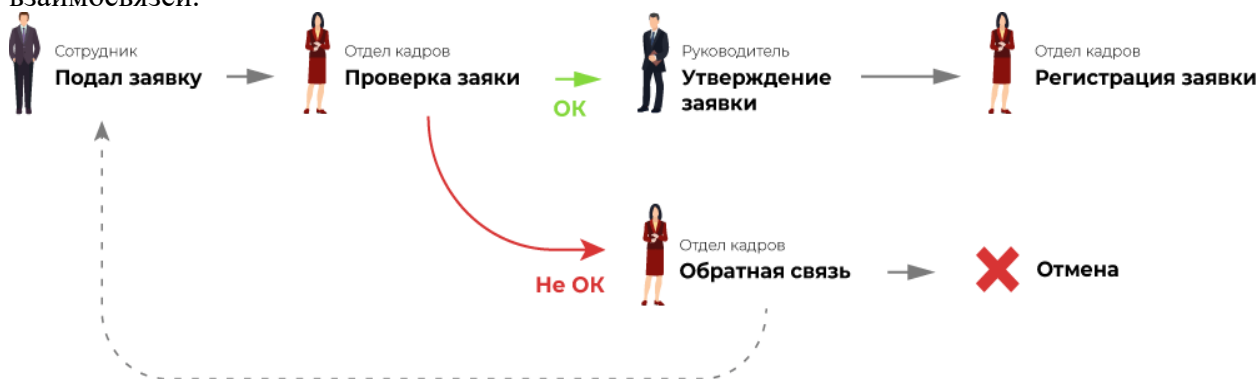 взаимосвязей.
Сотрудник
Подал заявку
Отдел кадров
Проверка заяки
ОК
Руководитель
Утверждение
заявки
Отдел кадров
Регистрация заявки
Не ОК
Отдел кадров
Обратная связь
Отмена